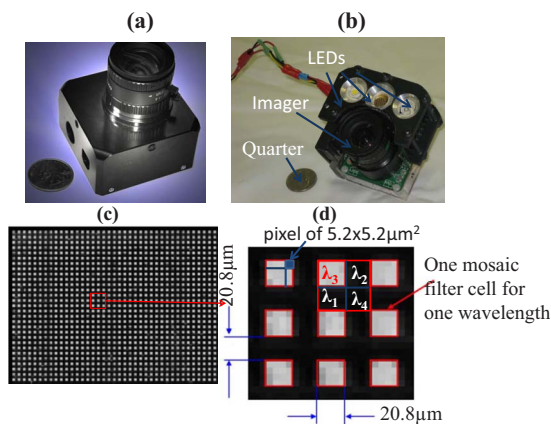 (a)
(b)
LEDs
Imager
Quarter
(c)
(d)
pixel of 5.2x5.2µm²
20.8µm
λ₃ λ₂
λ₁ λ₄
One mosaic
filter cell for
one wavelength
20.8µm